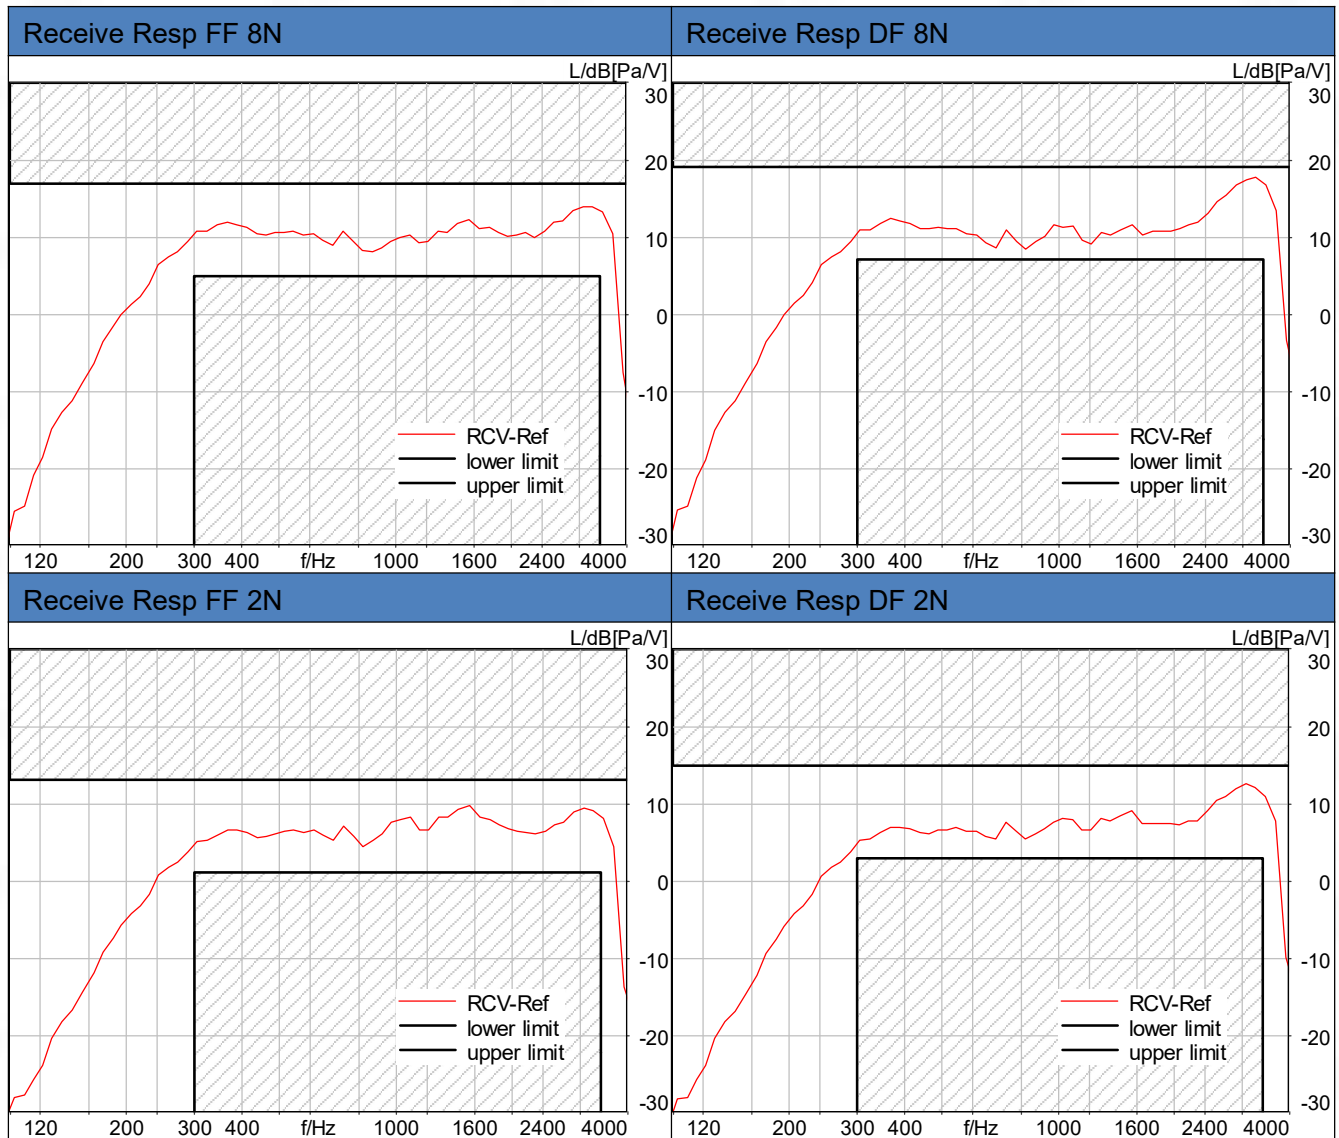 Receive Resp FF 8N
L/dB[Pa/V]
30
20
10
0
-10
-20
-30
RCV-Ref
lower limit
upper limit
120 200 300 400 f/Hz 1000 1600 2400 4000
Receive Resp DF 8N
L/dB[Pa/V]
30
20
10
0
-10
-20
-30
RCV-Ref
lower limit
upper limit
120 200 300 400 f/Hz 1000 1600 2400 4000
Receive Resp FF 2N
L/dB[Pa/V]
30
20
10
0
-10
-20
-30
RCV-Ref
lower limit
upper limit
120 200 300 400 f/Hz 1000 1600 2400 4000
Receive Resp DF 2N
L/dB[Pa/V]
30
20
10
0
-10
-20
-30
RCV-Ref
lower limit
upper limit
120 200 300 400 f/Hz 1000 1600 2400 4000